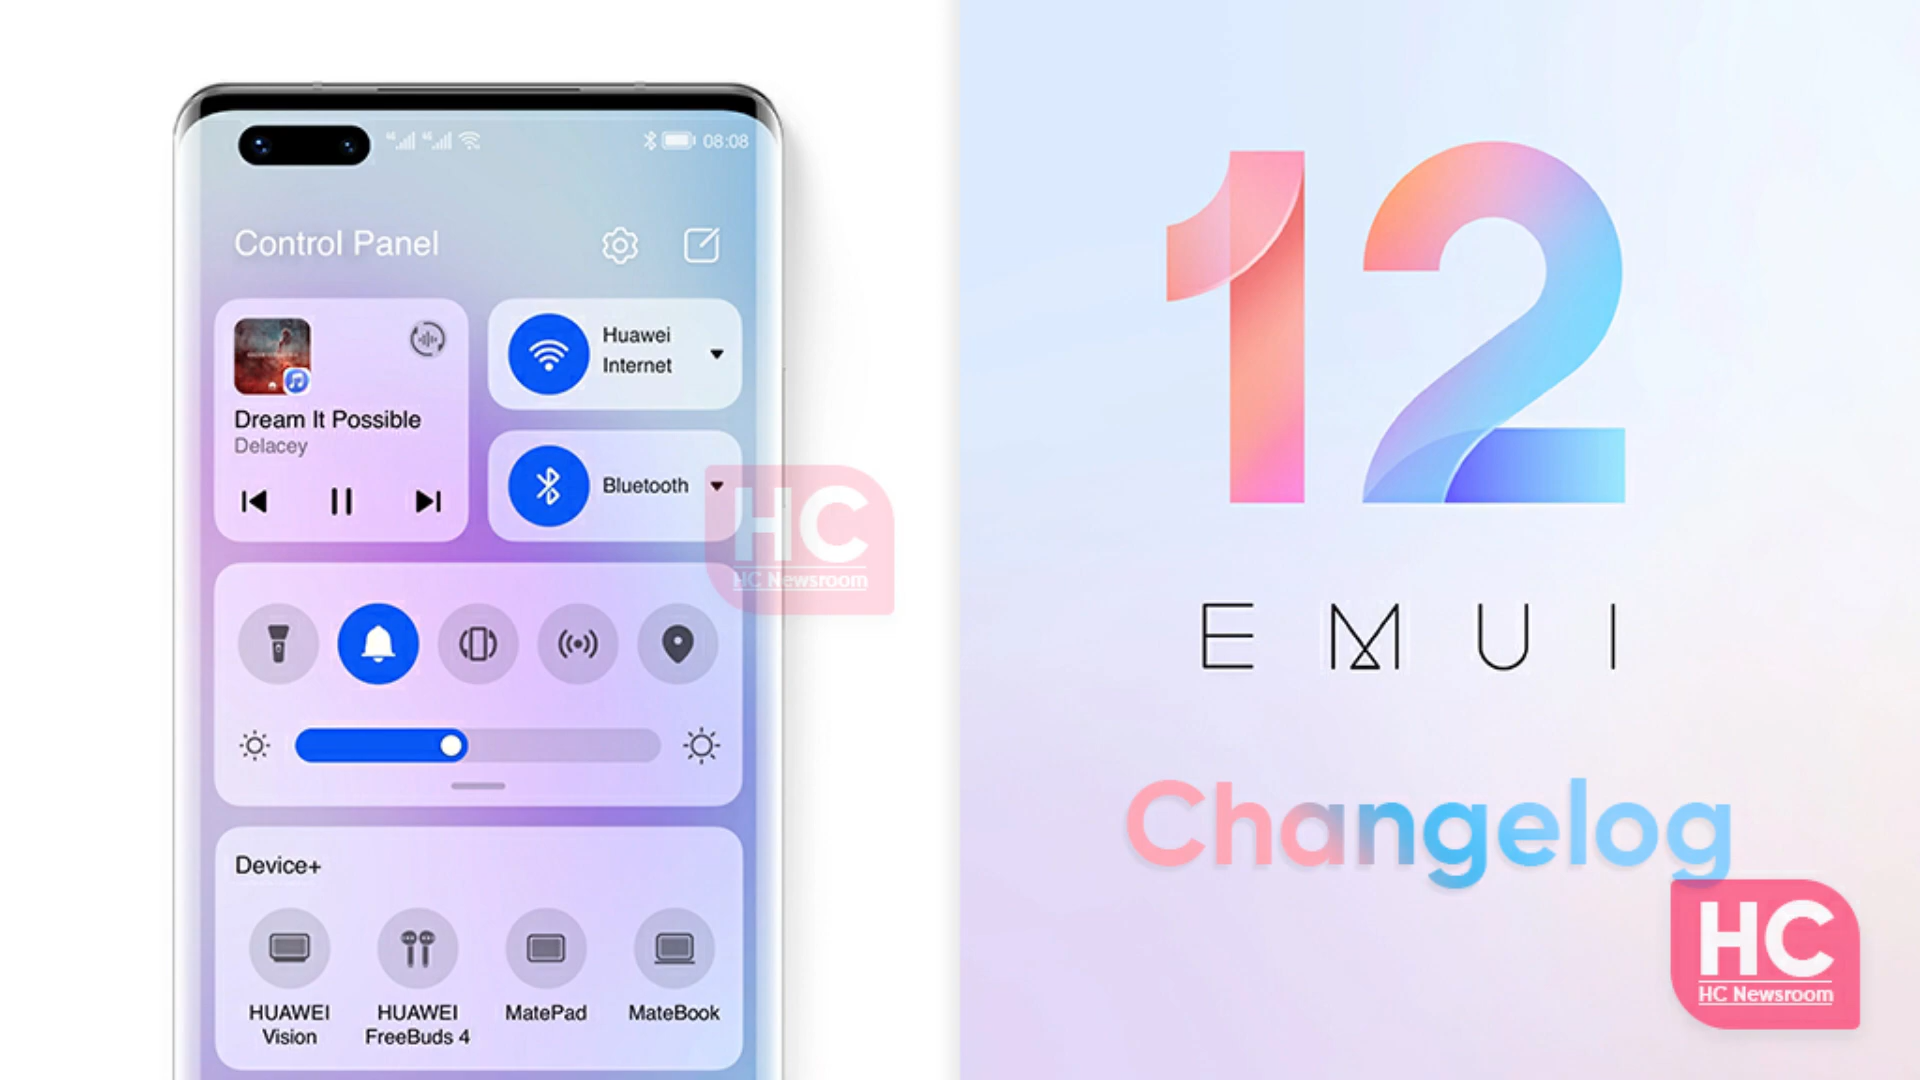 08:08
Control Panel
Dream It Possible
Delacey
Huawei
Internet
Bluetooth
HC
HC Newsroom
Device+
HUAWEI
Vision
HUAWEI
FreeBuds 4
MatePad
MateBook
12
EMUI
Changelog
HC
HC Newsroom